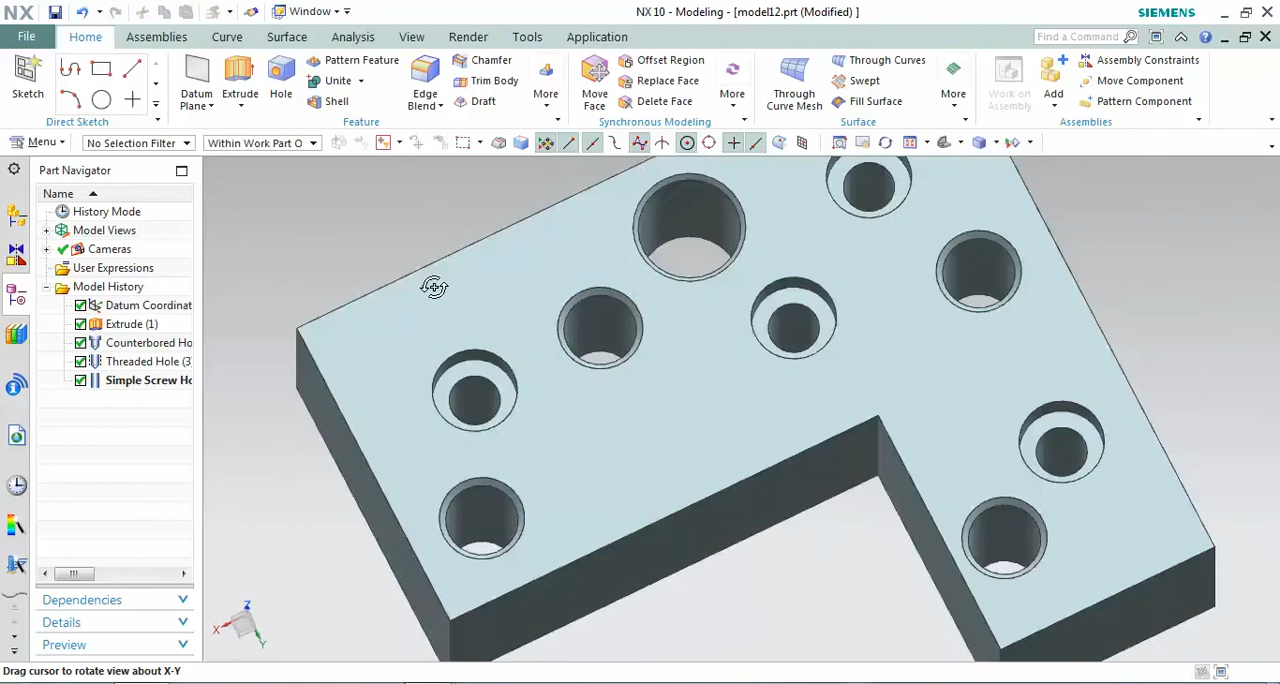 NX
Window
NX 10 - Modeling - [model12.prt (Modified) ]
SIEMENS
File
Home
Assemblies
Curve
Surface
Analysis
View
Render
Tools
Application
Find a Command
Sketch
Direct Sketch
Datum Plane
Extrude
Hole
Pattern Feature
Unite
Shell
Edge Blend
Chamfer
Trim Body
Draft
More
Feature
Move Face
Offset Region
Replace Face
Delete Face
More
Synchronous Modeling
Through Curve Mesh
Through Curves
Swept
Fill Surface
More
Surface
Work on Assembly
Add
Assembly Constraints
Move Component
Pattern Component
Assemblies
Menu
No Selection Filter
Within Work Part O
Part Navigator
Name
History Mode
Model Views
Cameras
User Expressions
Model History
Datum Coordinat
Extrude (1)
Counterbored Ho
Threaded Hole (3
Simple Screw Ho
Dependencies
Details
Preview
Z
X
Y
Drag cursor to rotate view about X-Y